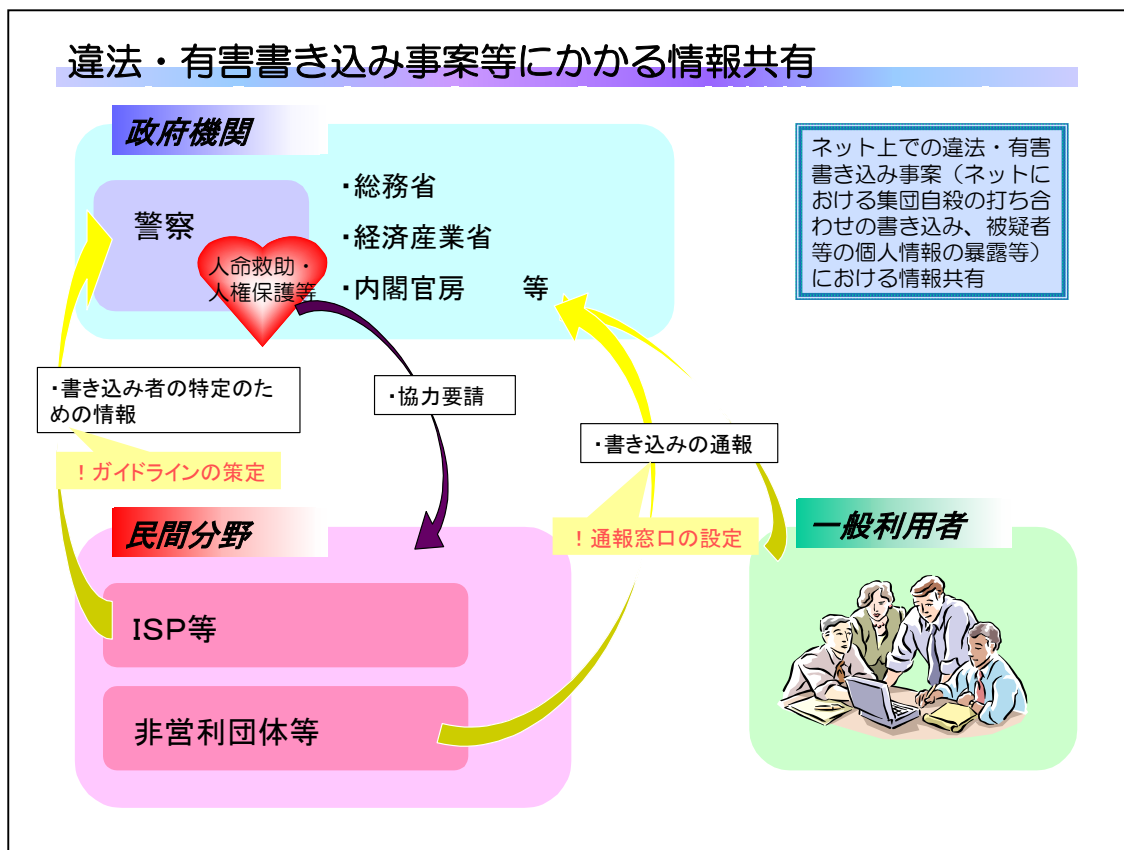 違法・有害書き込み事案等にかかる情報共有
政府機関
警察
人命救助・
人権保護等
・総務省
・経済産業省
・内閣官房　　等
ネット上での違法・有害
書き込み事案（ネットに
おける集団自殺の打ち合
わせの書き込み、被疑者
等の個人情報の暴露等）
における情報共有
・書き込み者の特定のた
めの情報
・協力要請
・書き込みの通報
！ガイドラインの策定
！通報窓口の設定
民間分野
ISP等
非営利団体等
一般利用者